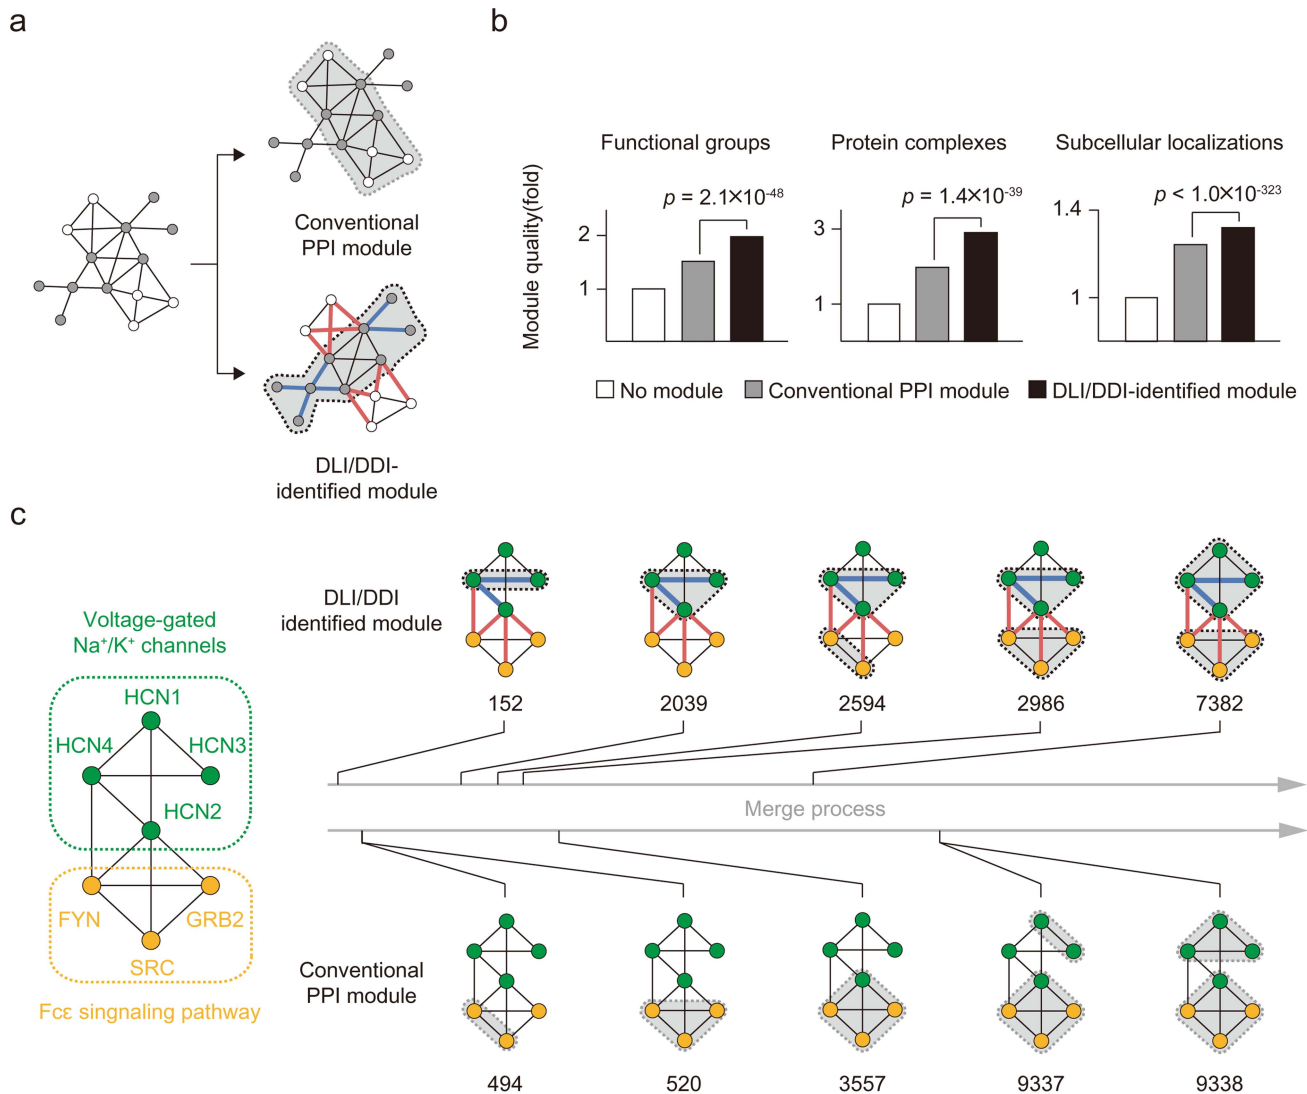 a
Conventional
PPI module
DLI/DDI-
identified module
b
Module quality(fold)
Functional groups
p = 2.1×10⁻⁴⁸
2
1
Protein complexes
p = 1.4×10⁻³⁹
3
1
Subcellular localizations
p < 1.0×10⁻³²³
1.4
1
No module
Conventional PPI module
DLI/DDI-identified module
c
Voltage-gated
Na⁺/K⁺ channels
HCN1
HCN4
HCN3
HCN2
FYN
GRB2
SRC
Fcε singnaling pathway
DLI/DDI
identified module
152
2039
2594
2986
7382
Merge process
Conventional
PPI module
494
520
3557
9337
9338